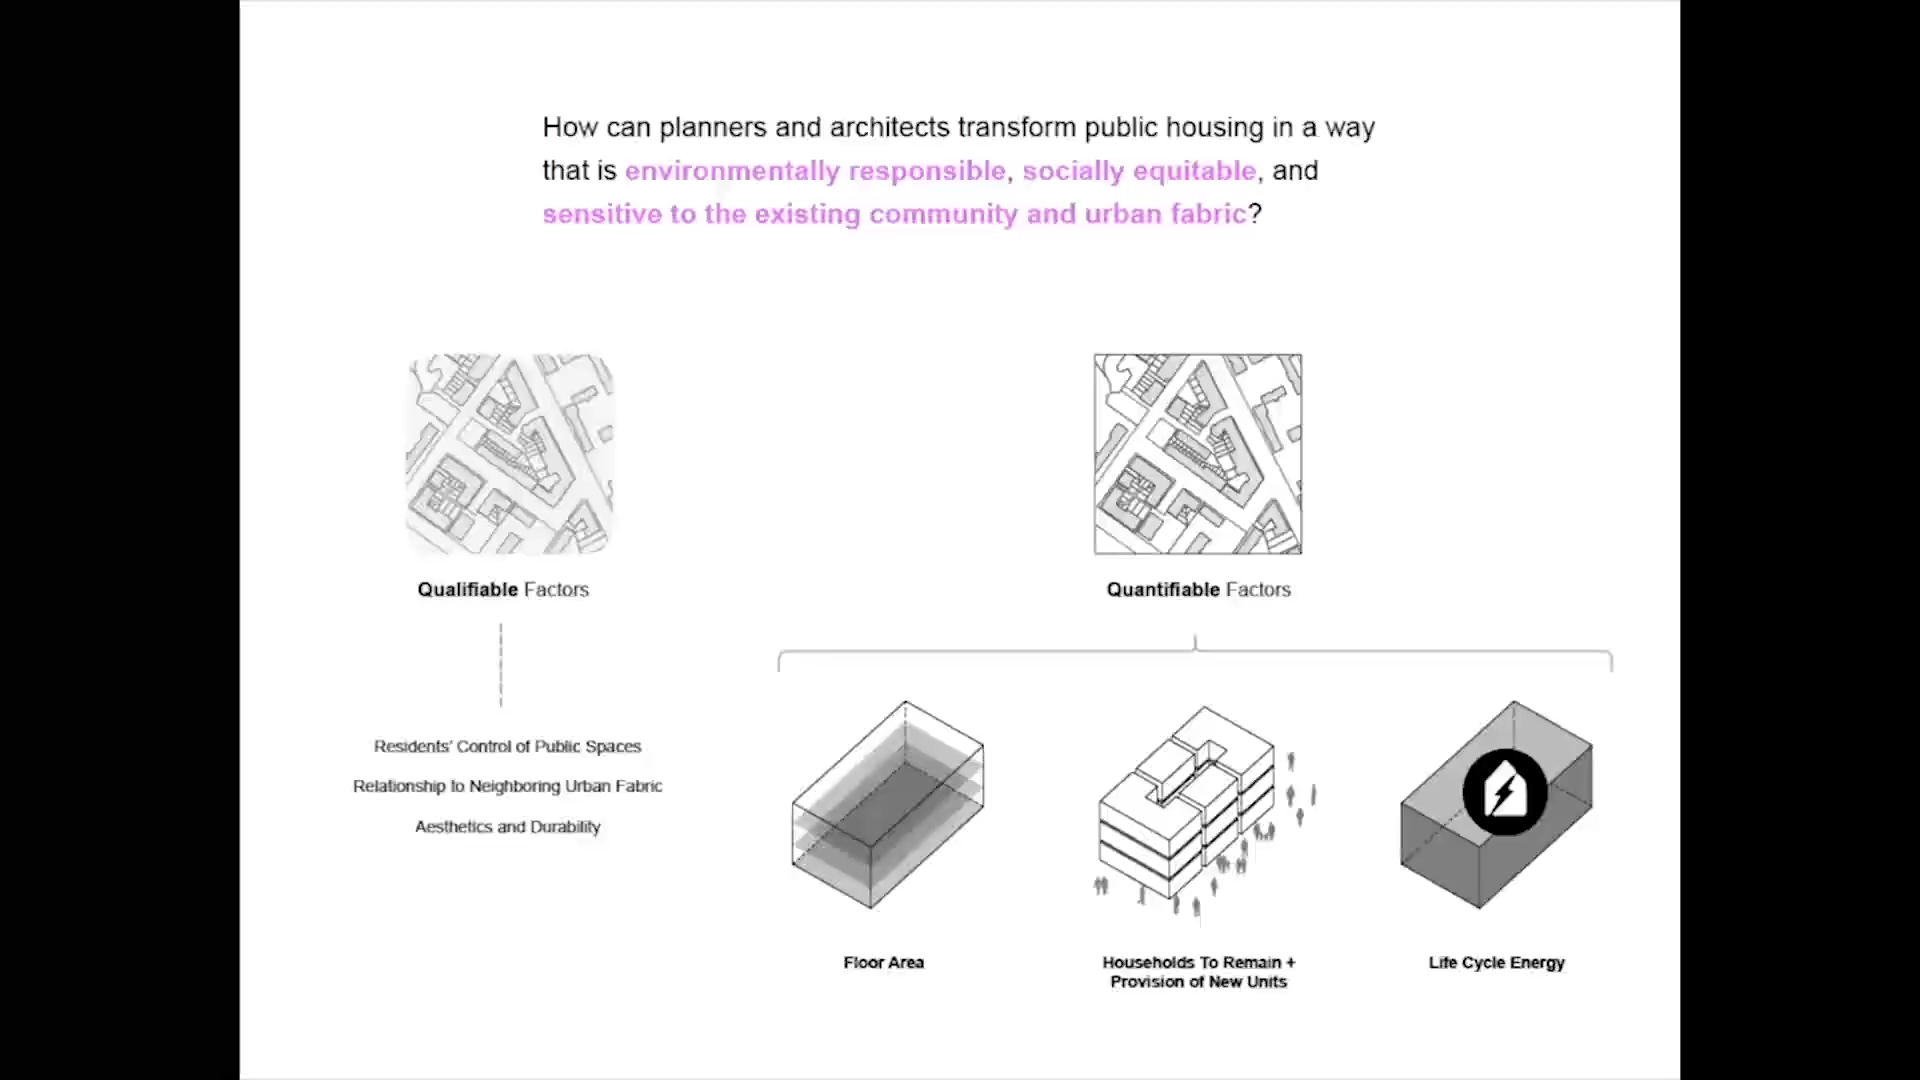 How can planners and architects transform public housing in a way
that is environmentally responsible, socially equitable, and
sensitive to the existing community and urban fabric?
Qualifiable Factors
Residents' Control of Public Spaces
Relationship to Neighboring Urban Fabric
Aesthetics and Durability
Quantifiable Factors
Floor Area
Households To Remain +
Provision of New Units
Life Cycle Energy